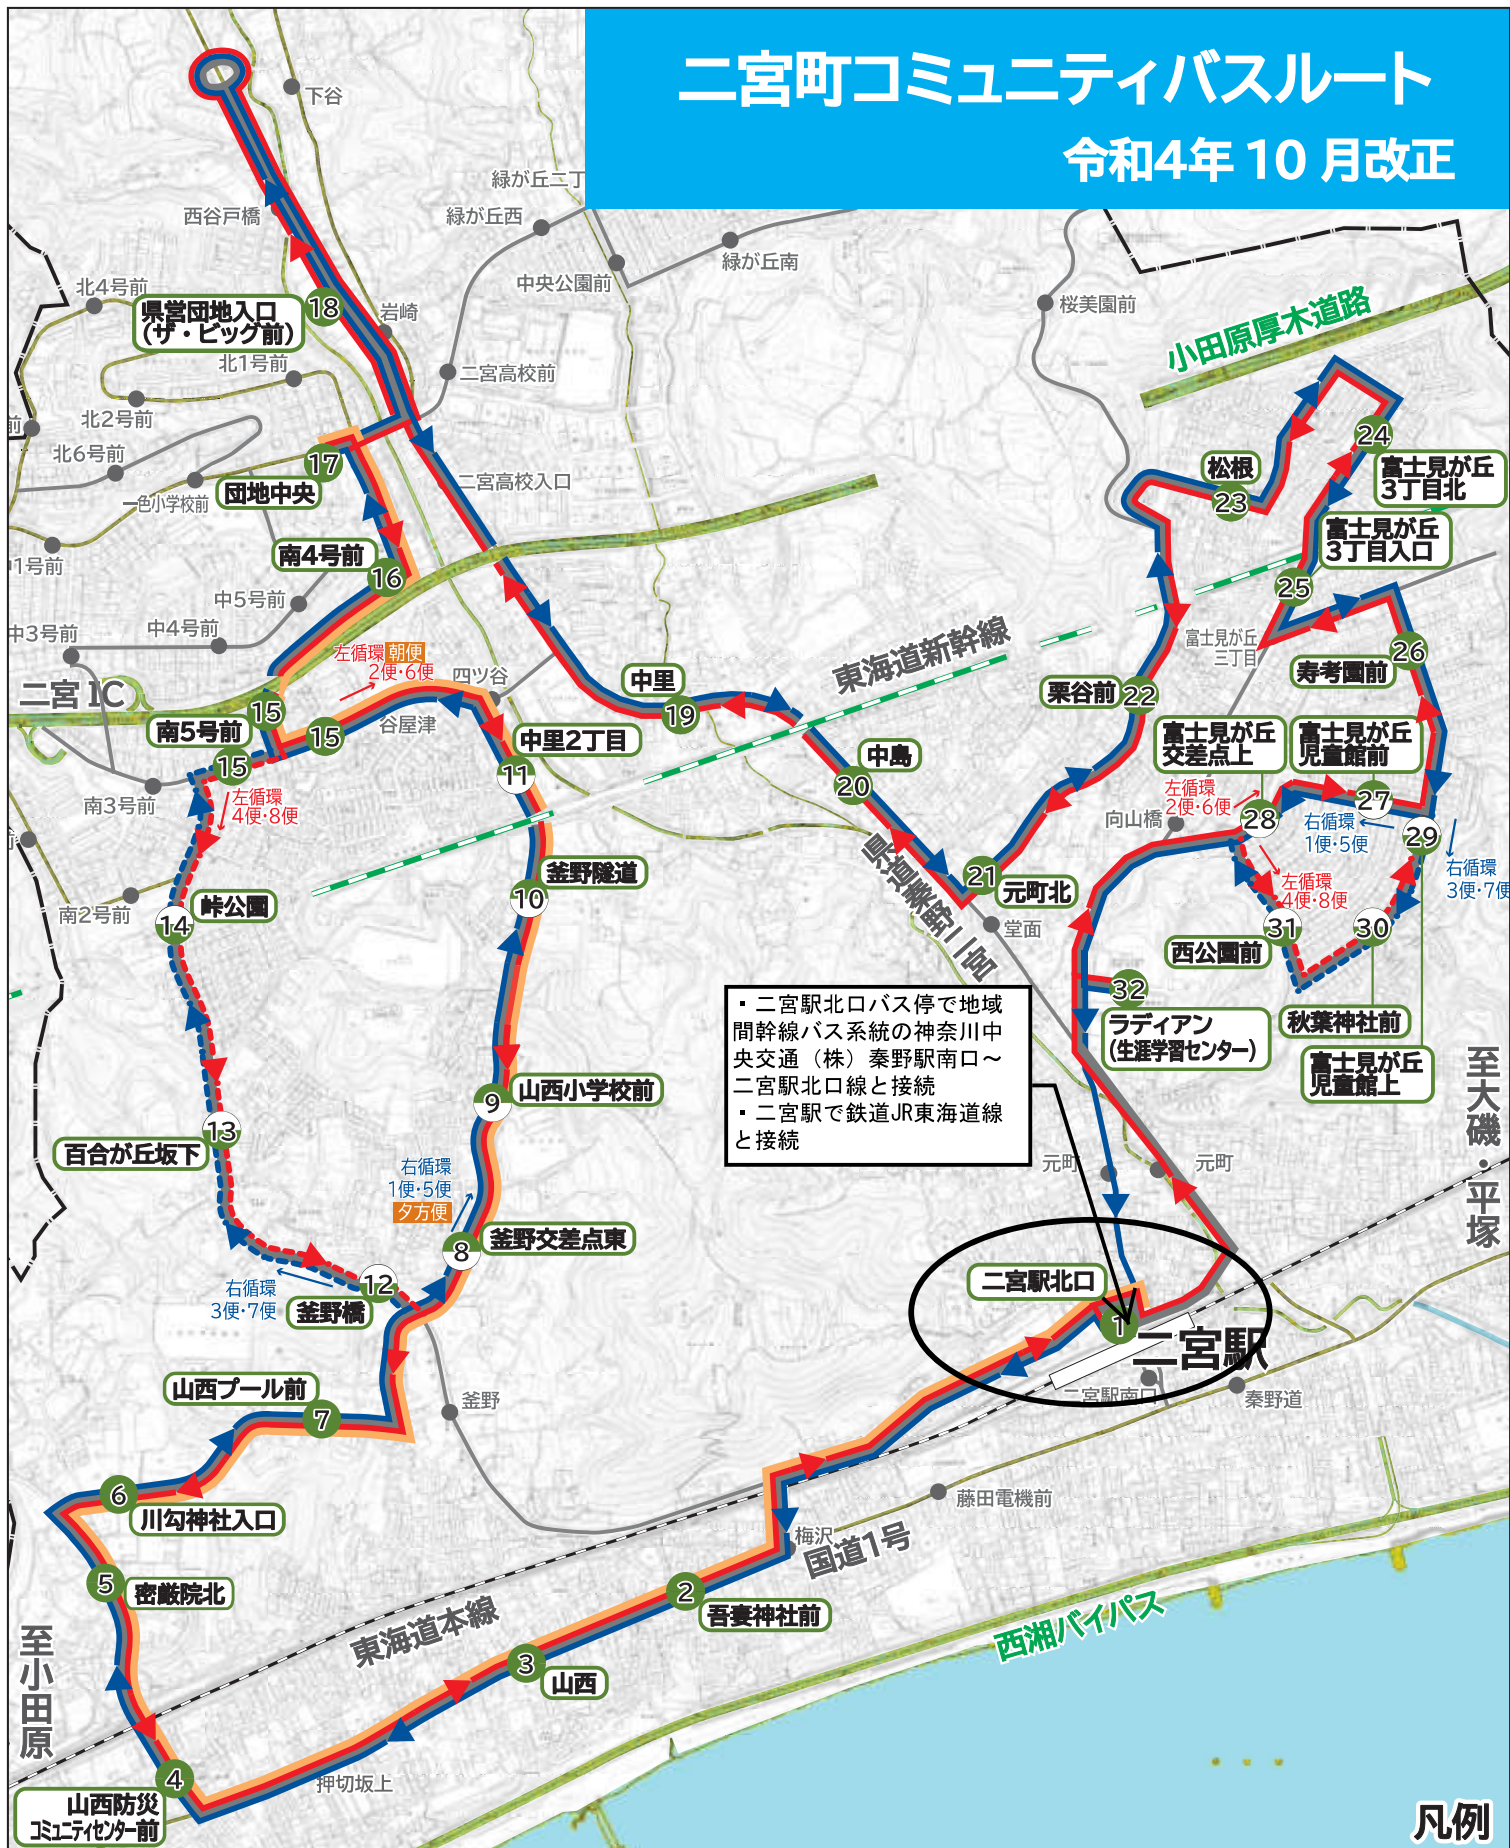 二宮町コミュニティバスルート
令和4年10月改正
下谷
緑が丘二丁
西谷戸橋
緑が丘西
緑が丘南
中央公園前
北4号前
県営団地入口
(ザ・ビッグ前)
18
岩崎
桜美園前
小田原厚木道路
北1号前
二宮高校前
北2号前
前
北6号前
17
団地中央
二宮高校入口
一色小学校前
松根
23
24
富士見が丘
3丁目北
富士見が丘
3丁目入口
南4号前
16
1号前
中5号前
25
中3号前
中4号前
左循環 朝便
2便・6便
四ツ谷
東海道新幹線
富士見が丘
三丁目
26
寿考園前
二宮IC
中里
19
栗谷前
22
南5号前
15
15
15
谷屋津
中里2丁目
11
中島
20
富士見が丘
交差点上
富士見が丘
児童館前
南3号前
左循環
4便・8便
左循環
2便・6便
向山橋
28
27
右循環
1便・5便
29
右循環
3便・7便
県道秦野二宮
釜野隧道
10
21
元町北
左循環
4便・8便
南2号前
峠公園
14
堂面
31
30
西公園前
32
ラディアン
(生涯学習センター)
秋葉神社前
富士見が丘
児童館上
・二宮駅北口バス停で地域
間幹線バス系統の神奈川中
央交通(株)秦野駅南口~
二宮駅北口線と接続
・二宮駅で鉄道JR東海道線
と接続
至大磯・平塚
山西小学校前
9
13
百合が丘坂下
元町
元町
右循環
1便・5便
夕方便
釜野交差点東
8
二宮駅北口
1
二宮駅
12
右循環
3便・7便
釜野橋
山西プール前
7
釜野
二宮駅南口
秦野道
6
川勾神社入口
藤田電機前
梅沢
国道1号
5
密厳院北
2
吾妻神社前
西湘バイパス
東海道本線
至小田原
3
山西
4
山西防災
コミュニティセンター前
押切坂上
凡例